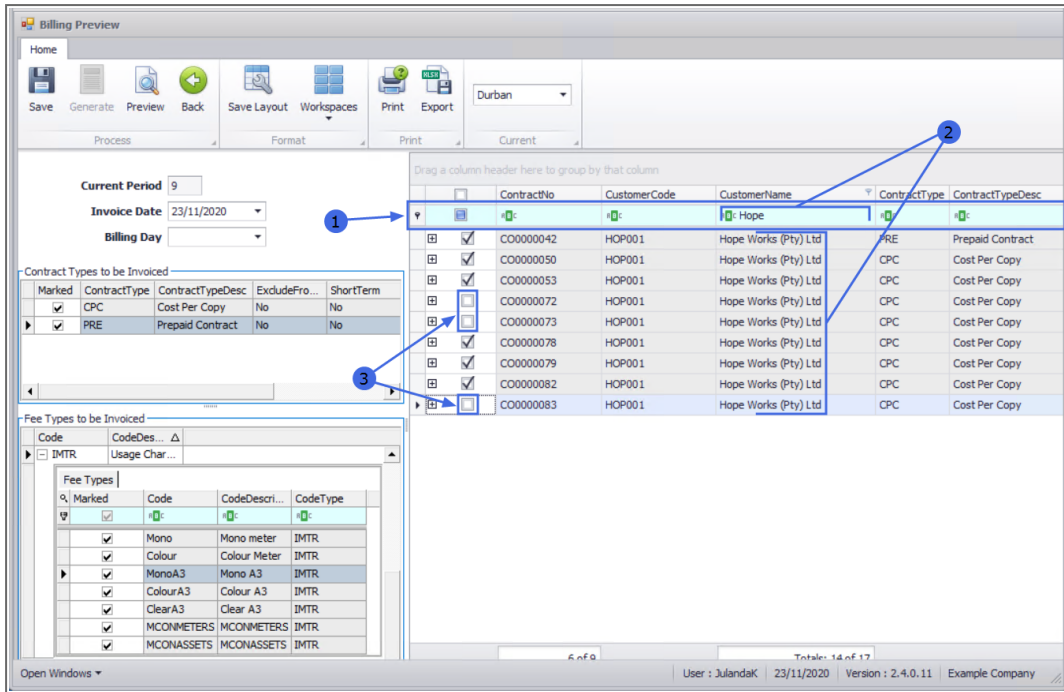 Billing Preview
Home
Save Generate Preview Back Save Layout Workspaces Print Export Durban
Process Format Print Current
Drag a column header here to group by that column
Current Period 9
Invoice Date 23/11/2020
Billing Day
ContractNo CustomerCode CustomerName ContractType ContractTypeDesc
Hope
1
2
3
CO0000042 HOP001 Hope Works (Pty) Ltd PRE Prepaid Contract
CO0000050 HOP001 Hope Works (Pty) Ltd CPC Cost Per Copy
CO0000053 HOP001 Hope Works (Pty) Ltd CPC Cost Per Copy
CO0000072 HOP001 Hope Works (Pty) Ltd CPC Cost Per Copy
CO0000073 HOP001 Hope Works (Pty) Ltd CPC Cost Per Copy
CO0000078 HOP001 Hope Works (Pty) Ltd CPC Cost Per Copy
CO0000079 HOP001 Hope Works (Pty) Ltd CPC Cost Per Copy
CO0000082 HOP001 Hope Works (Pty) Ltd CPC Cost Per Copy
CO0000083 HOP001 Hope Works (Pty) Ltd CPC Cost Per Copy
Contract Types to be Invoiced
Marked ContractType ContractTypeDesc ExcludeFro... ShortTerm
CPC Cost Per Copy No No
PRE Prepaid Contract No No
Fee Types to be Invoiced
Code CodeDes...
IMTR Usage Char...
Fee Types
Marked Code CodeDescri... CodeType
Mono Mono meter IMTR
Colour Colour Meter IMTR
MonoA3 Mono A3 IMTR
ColourA3 Colour A3 IMTR
ClearA3 Clear A3 IMTR
MCONMETERS MCONMETERS IMTR
MCONASSETS MCONASSETS IMTR
6 of 9 Totals: 14 of 17
Open Windows User : JulandaK 23/11/2020 Version : 2.4.0.11 Example Company